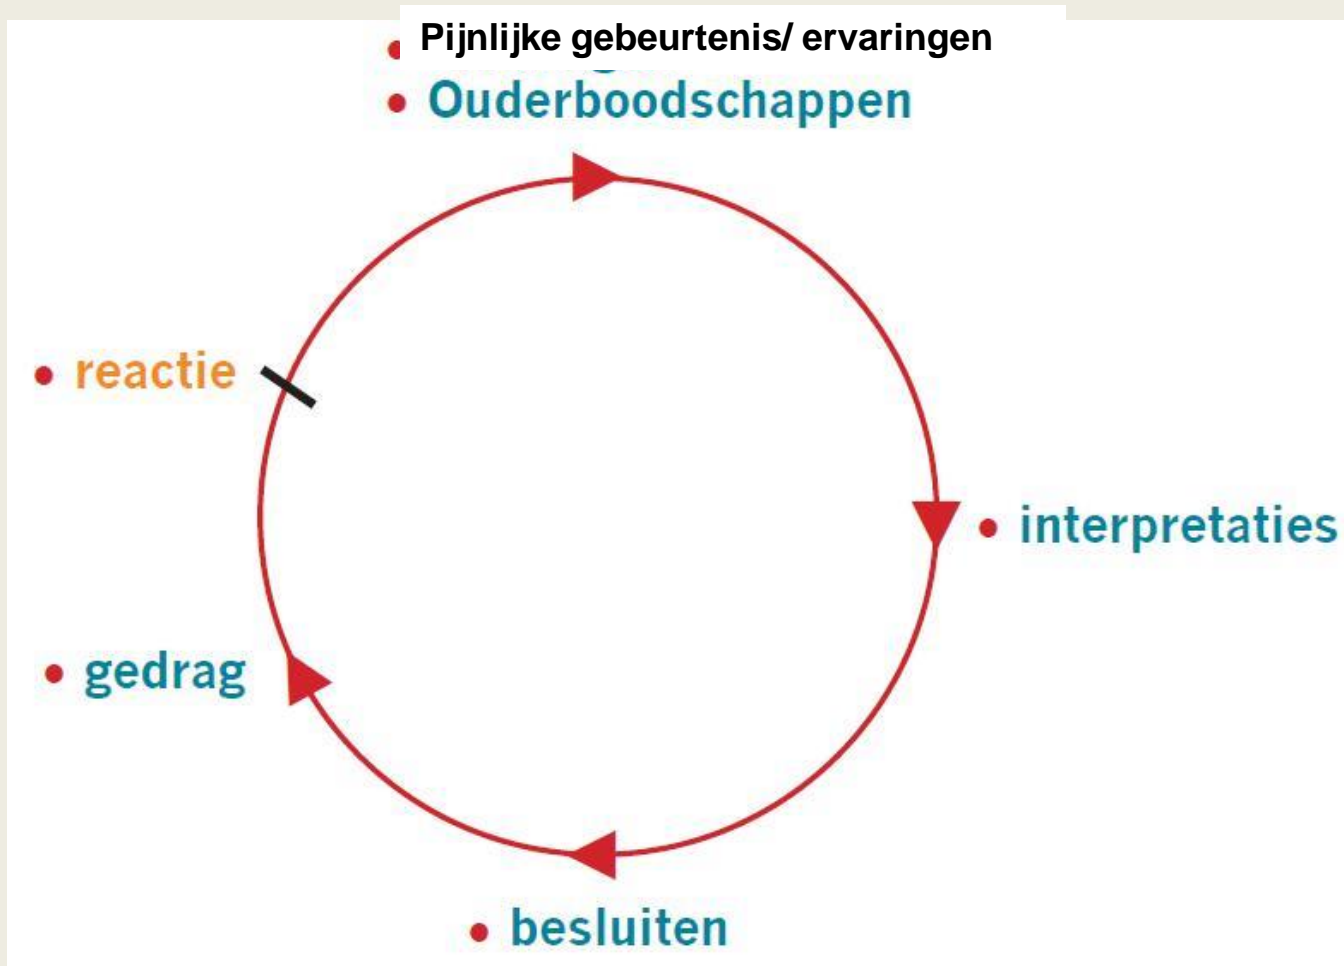 • Pijnlijke gebeurtenis/ ervaringen
• Ouderboodschappen
• reactie
• interpretaties
• gedrag
• besluiten